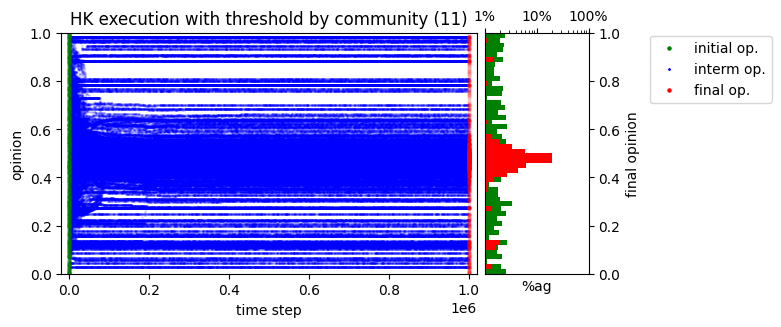 HK execution with threshold by community (11)
1% 10% 100%
initial op.
interm op.
final op.
opinion
1.0
0.8
0.6
0.4
0.2
0.0
0.0 0.2 0.4 0.6 0.8 1.0
1e6
time step
1.0
0.8
0.6
0.4
0.2
0.0
final opinion
%ag